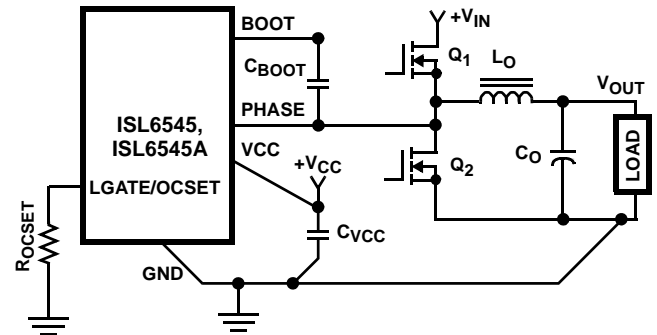 +VIN
BOOT
Q1
LO
CBOOT
VOUT
PHASE
ISL6545,
ISL6545A
VCC
+VCC
Q2
CO
LOAD
LGATE/OCSET
ROCSET
CVCC
GND